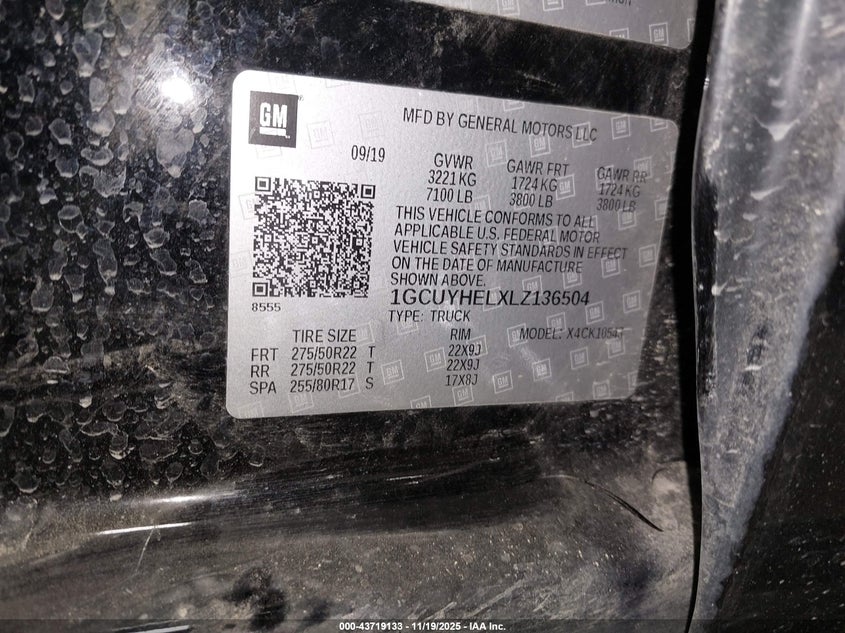 GM
MFD BY GENERAL MOTORS LLC
09/19
GVWR GAWR FRT GAWR RR
3221 KG 1724 KG 1724 KG
7100 LB 3800 LB 3800 LB
THIS VEHICLE CONFORMS TO ALL
APPLICABLE U.S. FEDERAL MOTOR
VEHICLE SAFETY STANDARDS IN EFFECT
ON THE DATE OF MANUFACTURE
SHOWN ABOVE.
8555
1GCUYHELXLZ136504
TYPE: TRUCK
TIRE SIZE RIM MODEL: X4CK10543
FRT 275/50R22 T 22X9J
RR 275/50R22 T 22X9J
SPA 255/80R17 S 17X8J
000-43719133 - 11/19/2025 - IAA Inc.